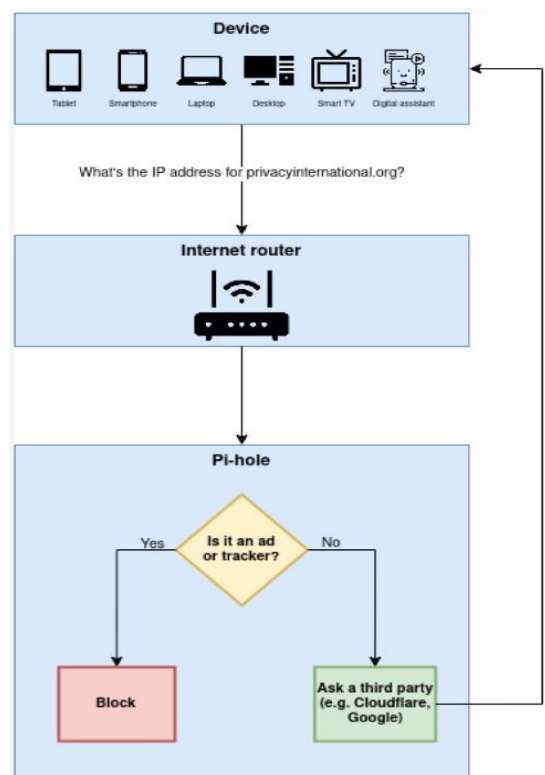 Device
Tablet
Smartphone
Laptop
Desktop
Smart TV
Digital assistant
What's the IP address for privacyinternational.org?
Internet router
Pi-hole
Is it an ad
or tracker?
Yes
No
Block
Ask a third party
(e.g. Cloudflare,
Google)